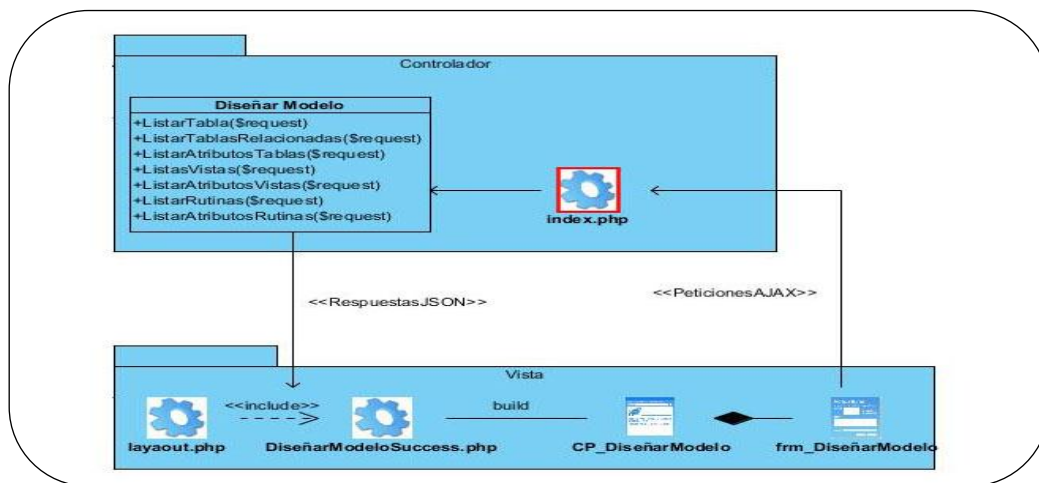 Controlador
Diseñar Modelo
+ListarTabla($request)
+ListarTablasRelacionadas($request)
+ListarAtributosTablas($request)
+ListasVistas($request)
+ListarAtributosVistas($request)
+ListarRutinas($request)
+ListarAtributosRutinas($request)
index.php
<<RespuestasJSON>>
<<PeticionesAJAX>>
Vista
<<include>>
build
layaout.php
DiseñarModeloSuccess.php
CP_DiseñarModelo
frm_DiseñarModelo